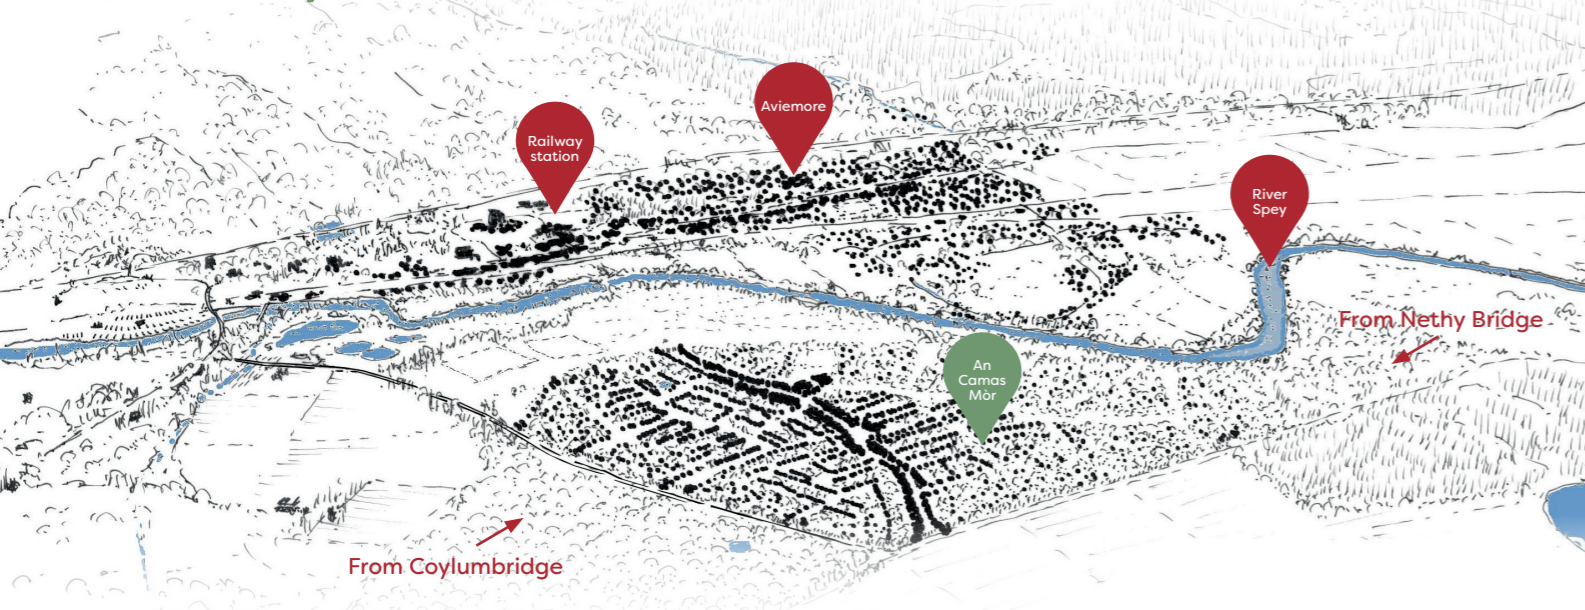 Aviemore
Railway
station
River
Spey
From Nethy Bridge
An
Camas
Mòr
From Coylumbridge